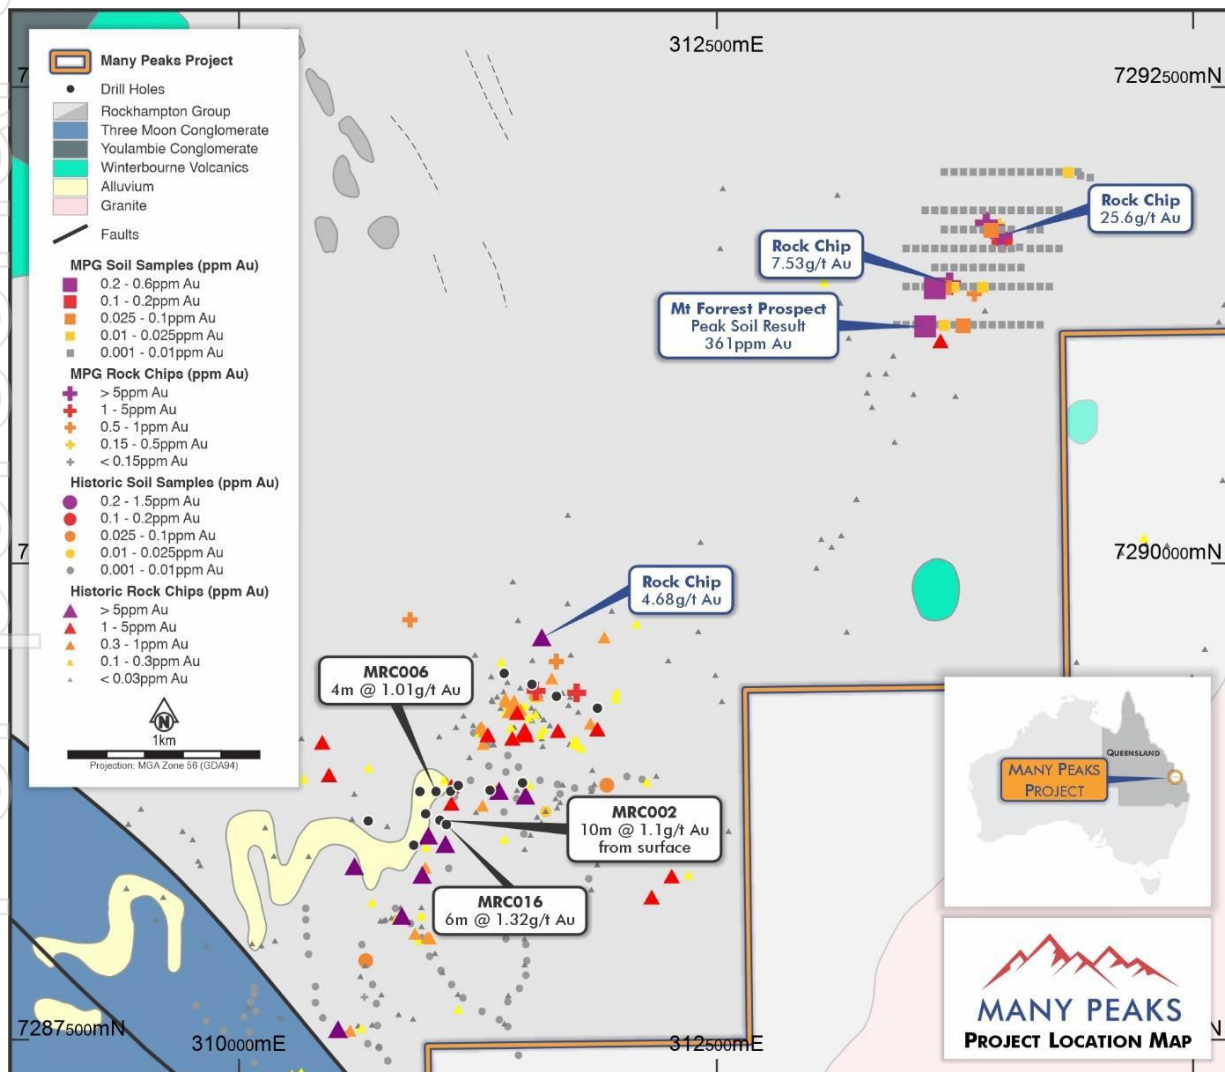 312500mE
7292500mN
Many Peaks Project
Drill Holes
Rockhampton Group
Three Moon Conglomerate
Youlambie Conglomerate
Winterbourne Volcanics
Alluvium
Granite
Faults
MPG Soil Samples (ppm Au)
0.2 - 0.6ppm Au
0.1 - 0.2ppm Au
0.025 - 0.1ppm Au
0.01 - 0.025ppm Au
0.001 - 0.01ppm Au
MPG Rock Chips (ppm Au)
> 5ppm Au
1 - 5ppm Au
0.5 - 1ppm Au
0.15 - 0.5ppm Au
< 0.15ppm Au
Historic Soil Samples (ppm Au)
0.2 - 1.5ppm Au
0.1 - 0.2ppm Au
0.025 - 0.1ppm Au
0.01 - 0.025ppm Au
0.001 - 0.01ppm Au
Historic Rock Chips (ppm Au)
> 5ppm Au
1 - 5ppm Au
0.3 - 1ppm Au
0.1 - 0.3ppm Au
< 0.03ppm Au
N
1km
Projection: MGA Zone 56 (GDA94)
Rock Chip
25.6g/t Au
Rock Chip
7.53g/t Au
Mt Forrest Prospect
Peak Soil Result
361ppm Au
7290000mN
Rock Chip
4.68g/t Au
MRC006
4m @ 1.01g/t Au
MRC002
10m @ 1.1g/t Au
from surface
MRC016
6m @ 1.32g/t Au
QUEENSLAND
MANY PEAKS
PROJECT
MANY PEAKS
PROJECT LOCATION MAP
7287500mN
310000mE
312500mE